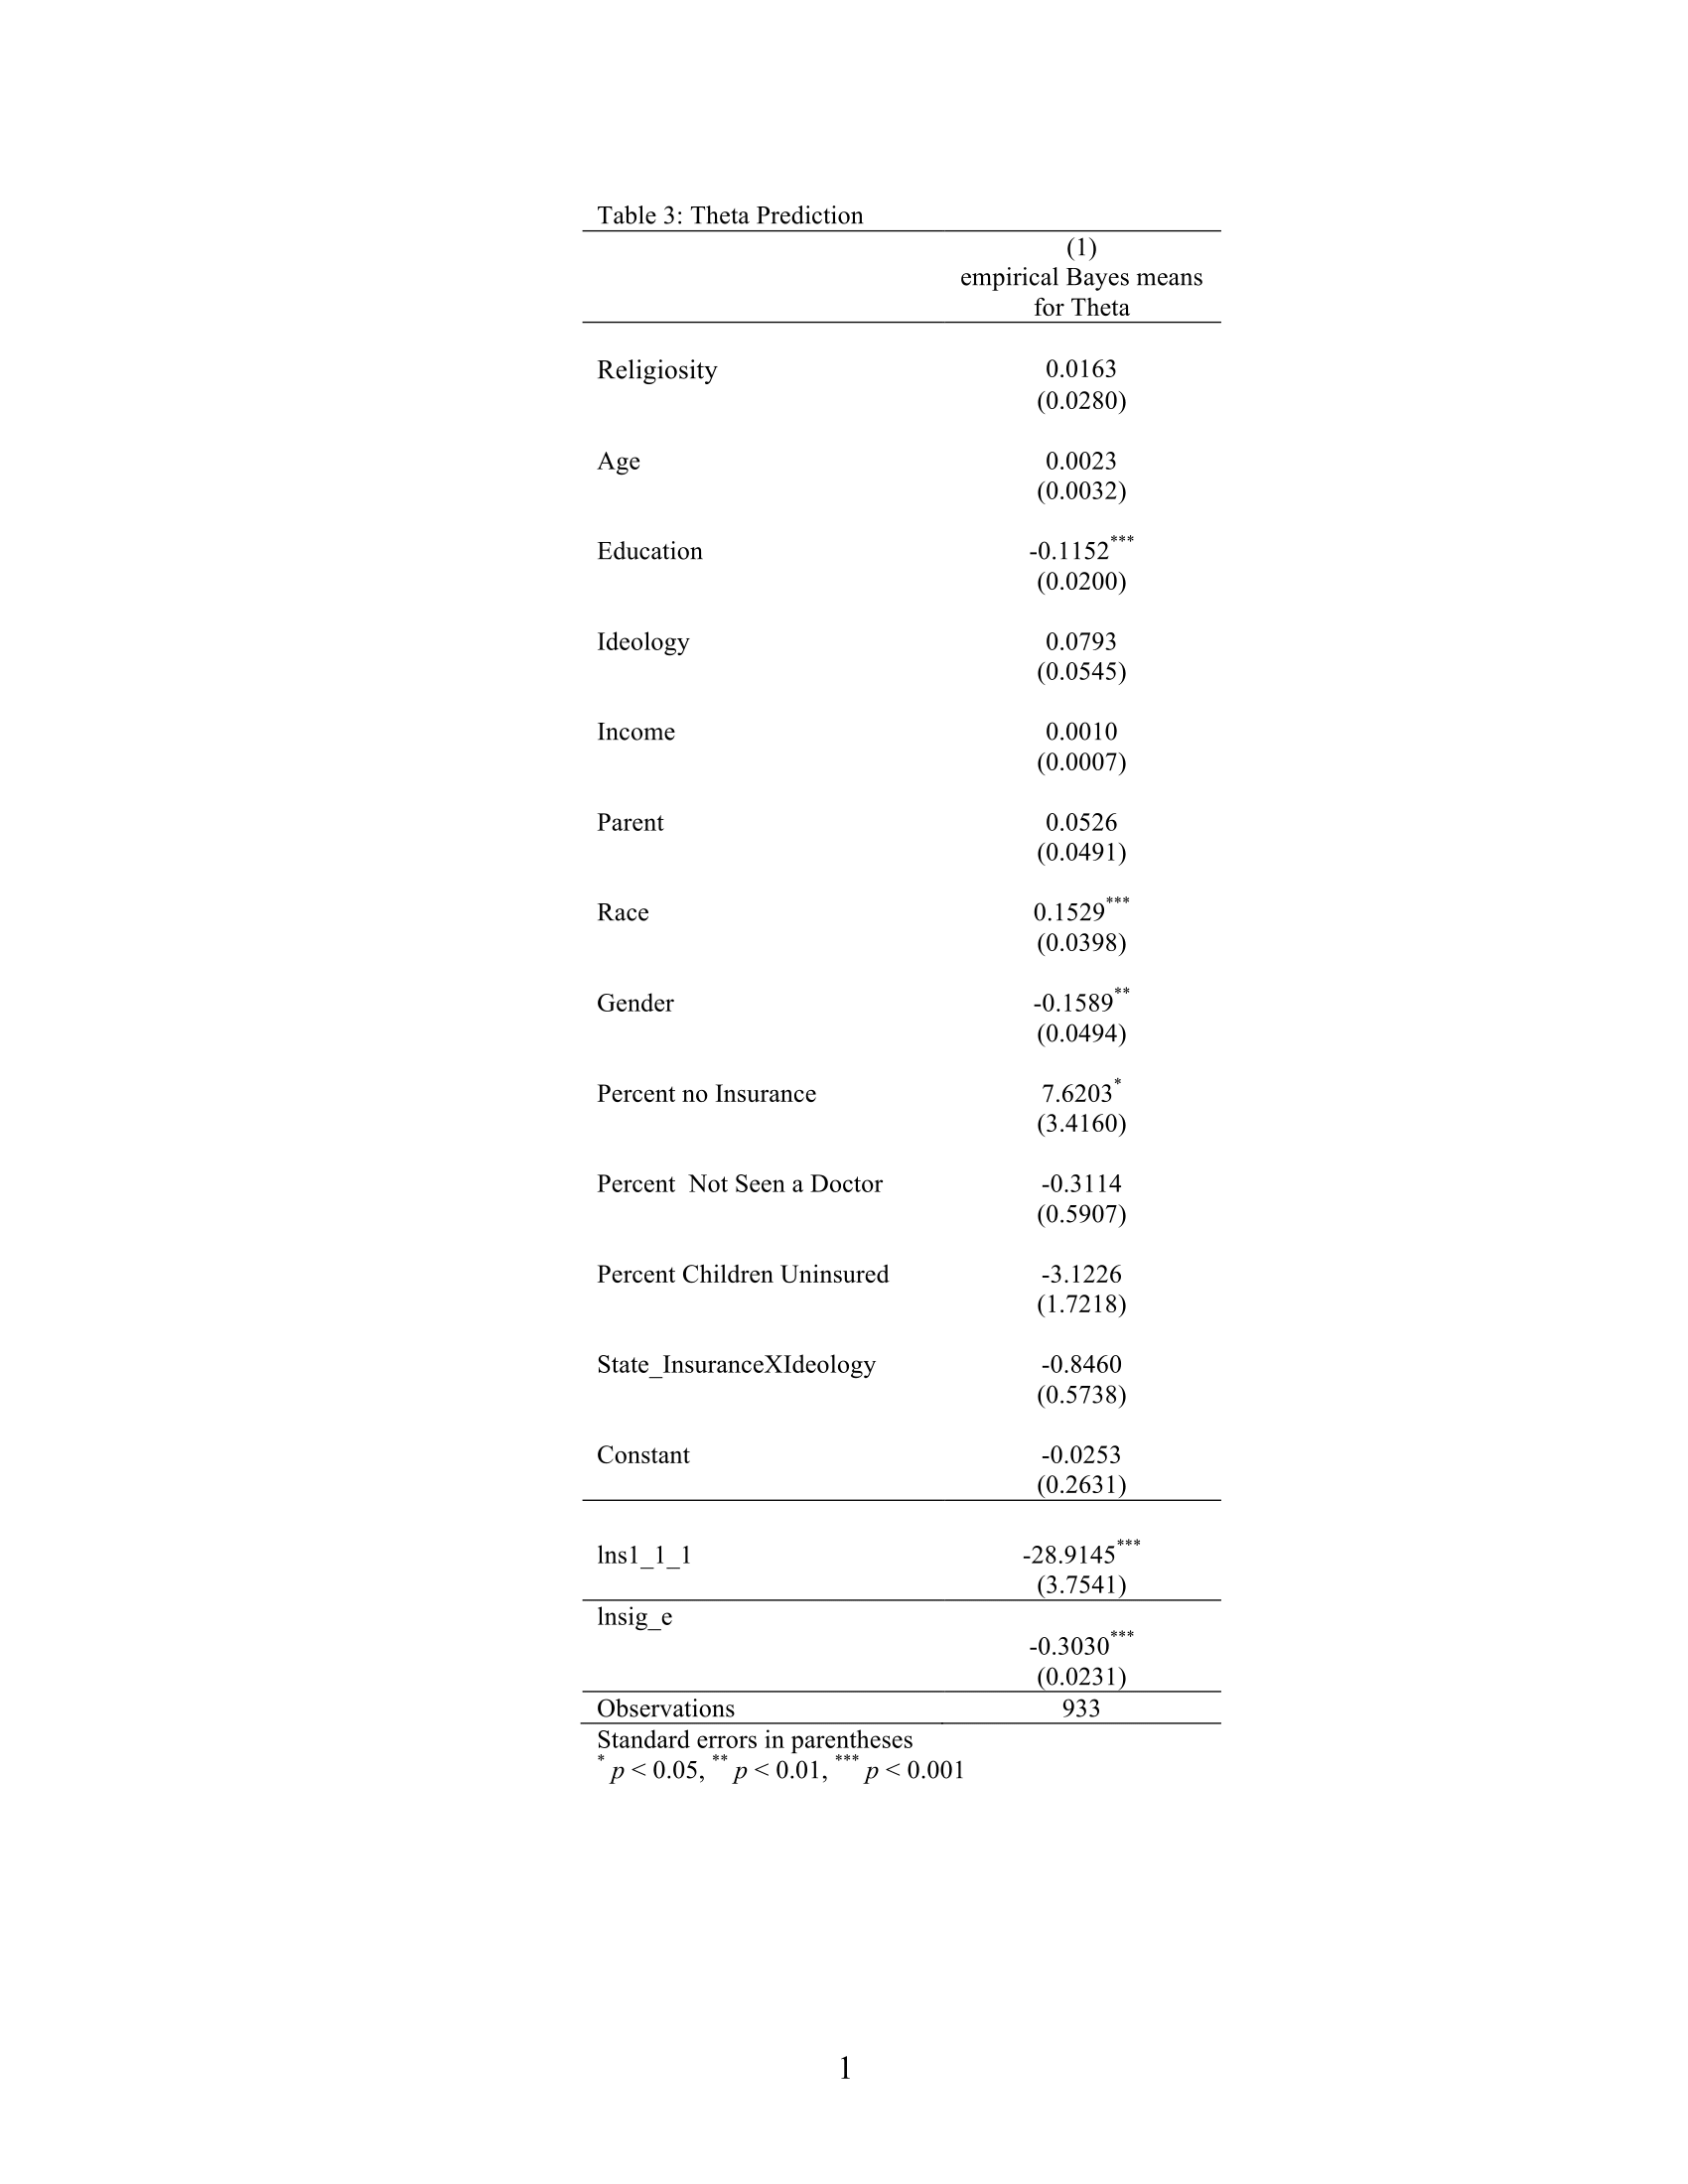 Table 3: Theta Prediction
(1)
empirical Bayes means
for Theta
Religiosity 0.0163
(0.0280)
Age 0.0023
(0.0032)
Education -0.1152***
(0.0200)
Ideology 0.0793
(0.0545)
Income 0.0010
(0.0007)
Parent 0.0526
(0.0491)
Race 0.1529***
(0.0398)
Gender -0.1589**
(0.0494)
Percent no Insurance 7.6203*
(3.4160)
Percent  Not Seen a Doctor -0.3114
(0.5907)
Percent Children Uninsured -3.1226
(1.7218)
State_InsuranceXIdeology -0.8460
(0.5738)
Constant -0.0253
(0.2631)
lns1_1_1 -28.9145***
(3.7541)
lnsig_e
-0.3030***
(0.0231)
Observations 933
Standard errors in parentheses
* p < 0.05, ** p < 0.01, *** p < 0.001
1